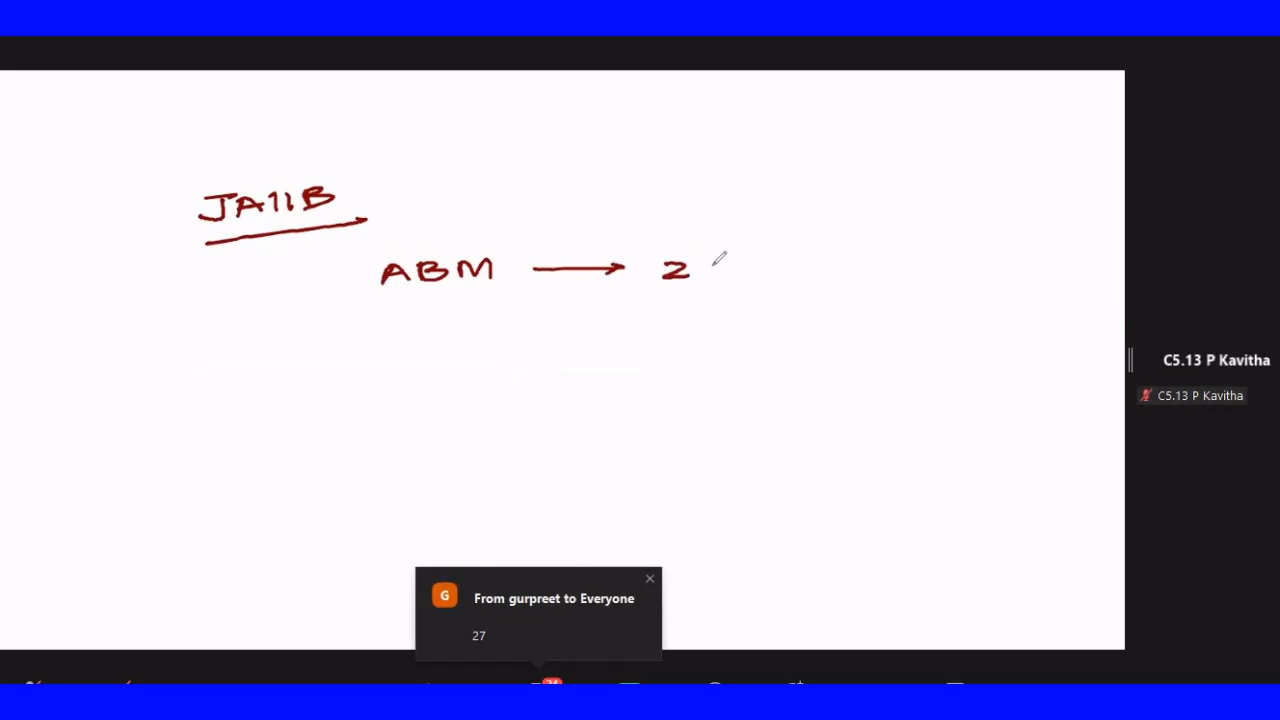 JAIIB
ABM → 2
C5.13 P Kavitha
C5.13 P Kavitha
G
From gurpreet to Everyone
27